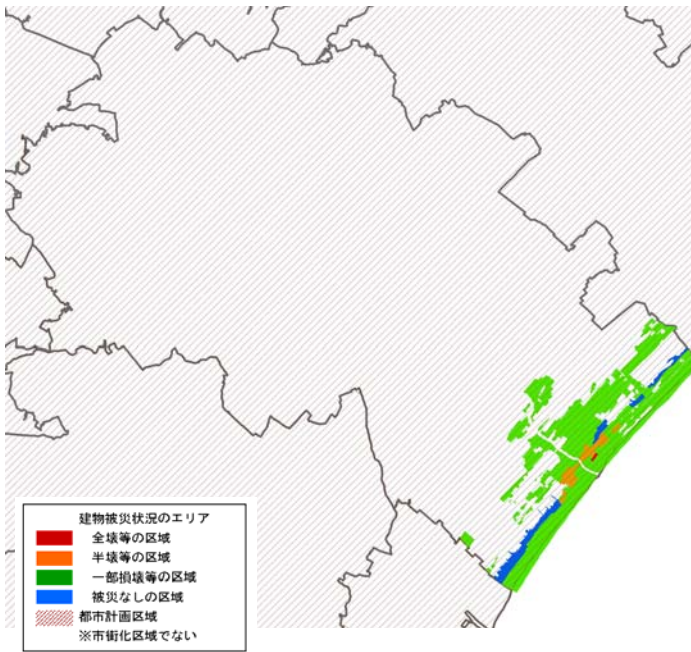 建物被災状況のエリア
全壊等の区域
半壊等の区域
一部損壊等の区域
被災なしの区域
都市計画区域
※市街化区域でない